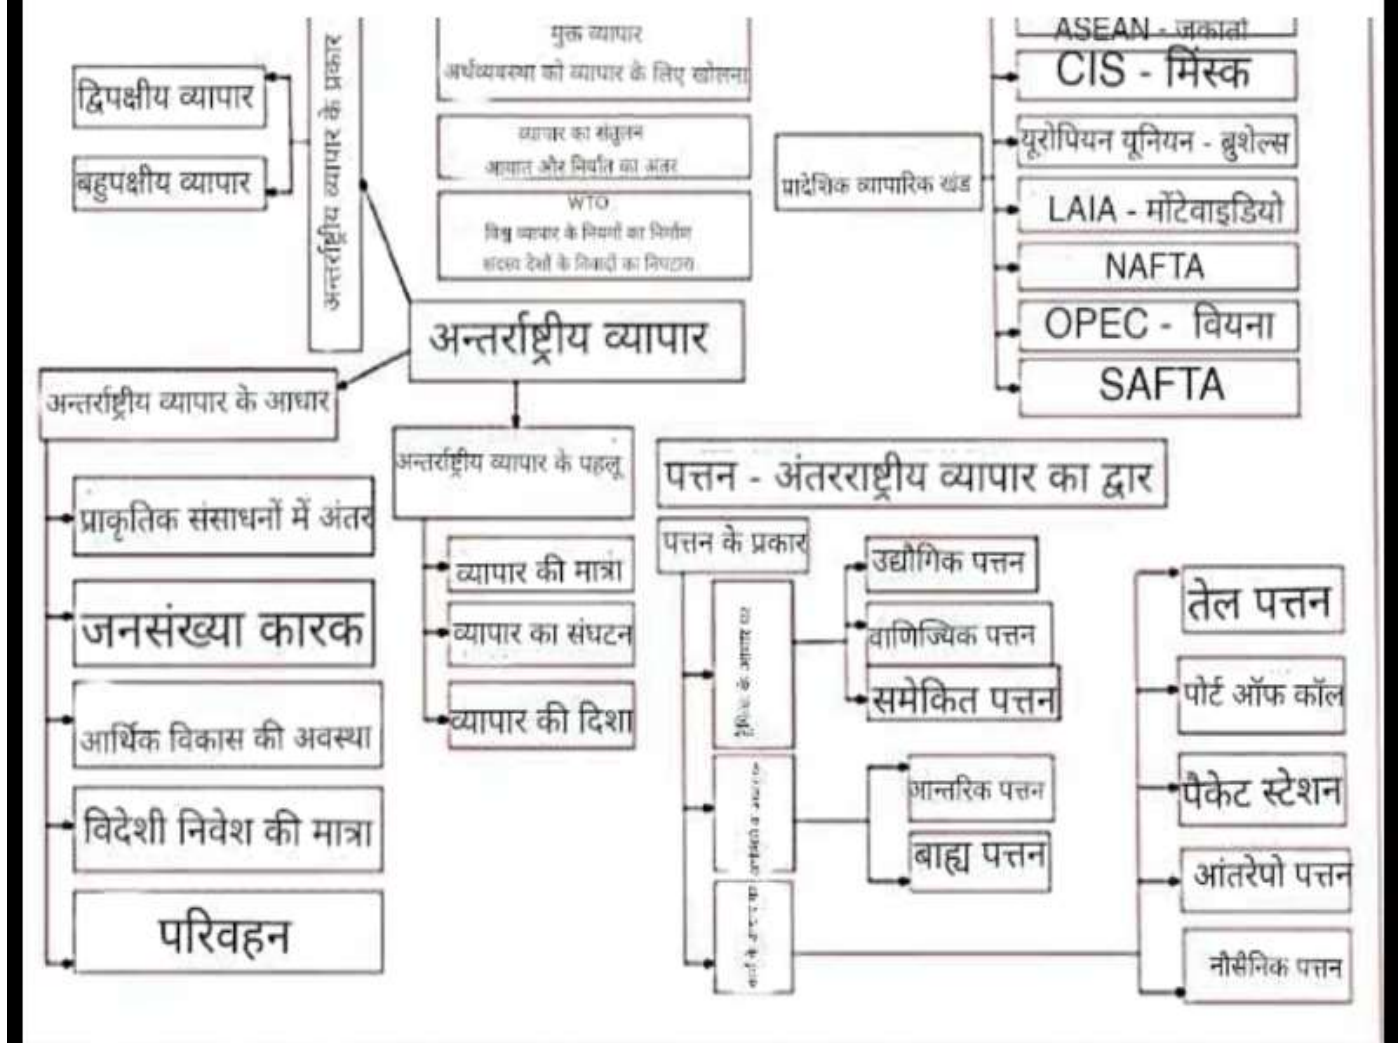 मुक्त व्यापार
अर्थव्यवस्था को व्यापार के लिए खोलना
ASEAN - जकार्ता
द्विपक्षीय व्यापार
बहुपक्षीय व्यापार
अन्तर्राष्ट्रीय व्यापार के प्रकार
व्यापार का संतुलन
आयात और निर्यात का अंतर
WTO
विश्व व्यापार के नियमों का निर्माण
सदस्य देशों के विवादों का निपटारा
प्रादेशिक व्यापारिक खंड
CIS - मिंस्क
यूरोपियन यूनियन - ब्रुशेल्स
LAIA - मोंटेवाइडियो
NAFTA
OPEC - वियना
SAFTA
अन्तर्राष्ट्रीय व्यापार
अन्तर्राष्ट्रीय व्यापार के आधार
प्राकृतिक संसाधनों में अंतर
जनसंख्या कारक
आर्थिक विकास की अवस्था
विदेशी निवेश की मात्रा
परिवहन
अन्तर्राष्ट्रीय व्यापार के पहलू
व्यापार की मात्रा
व्यापार का संघटन
व्यापार की दिशा
पत्तन - अंतरराष्ट्रीय व्यापार का द्वार
पत्तन के प्रकार
के आधार पर
उद्यौगिक पत्तन
वाणिज्यिक पत्तन
समेकित पत्तन
आन्तरिक पत्तन
बाह्य पत्तन
तेल पत्तन
पोर्ट ऑफ कॉल
पैकेट स्टेशन
आंतरेपो पत्तन
नौसैनिक पत्तन